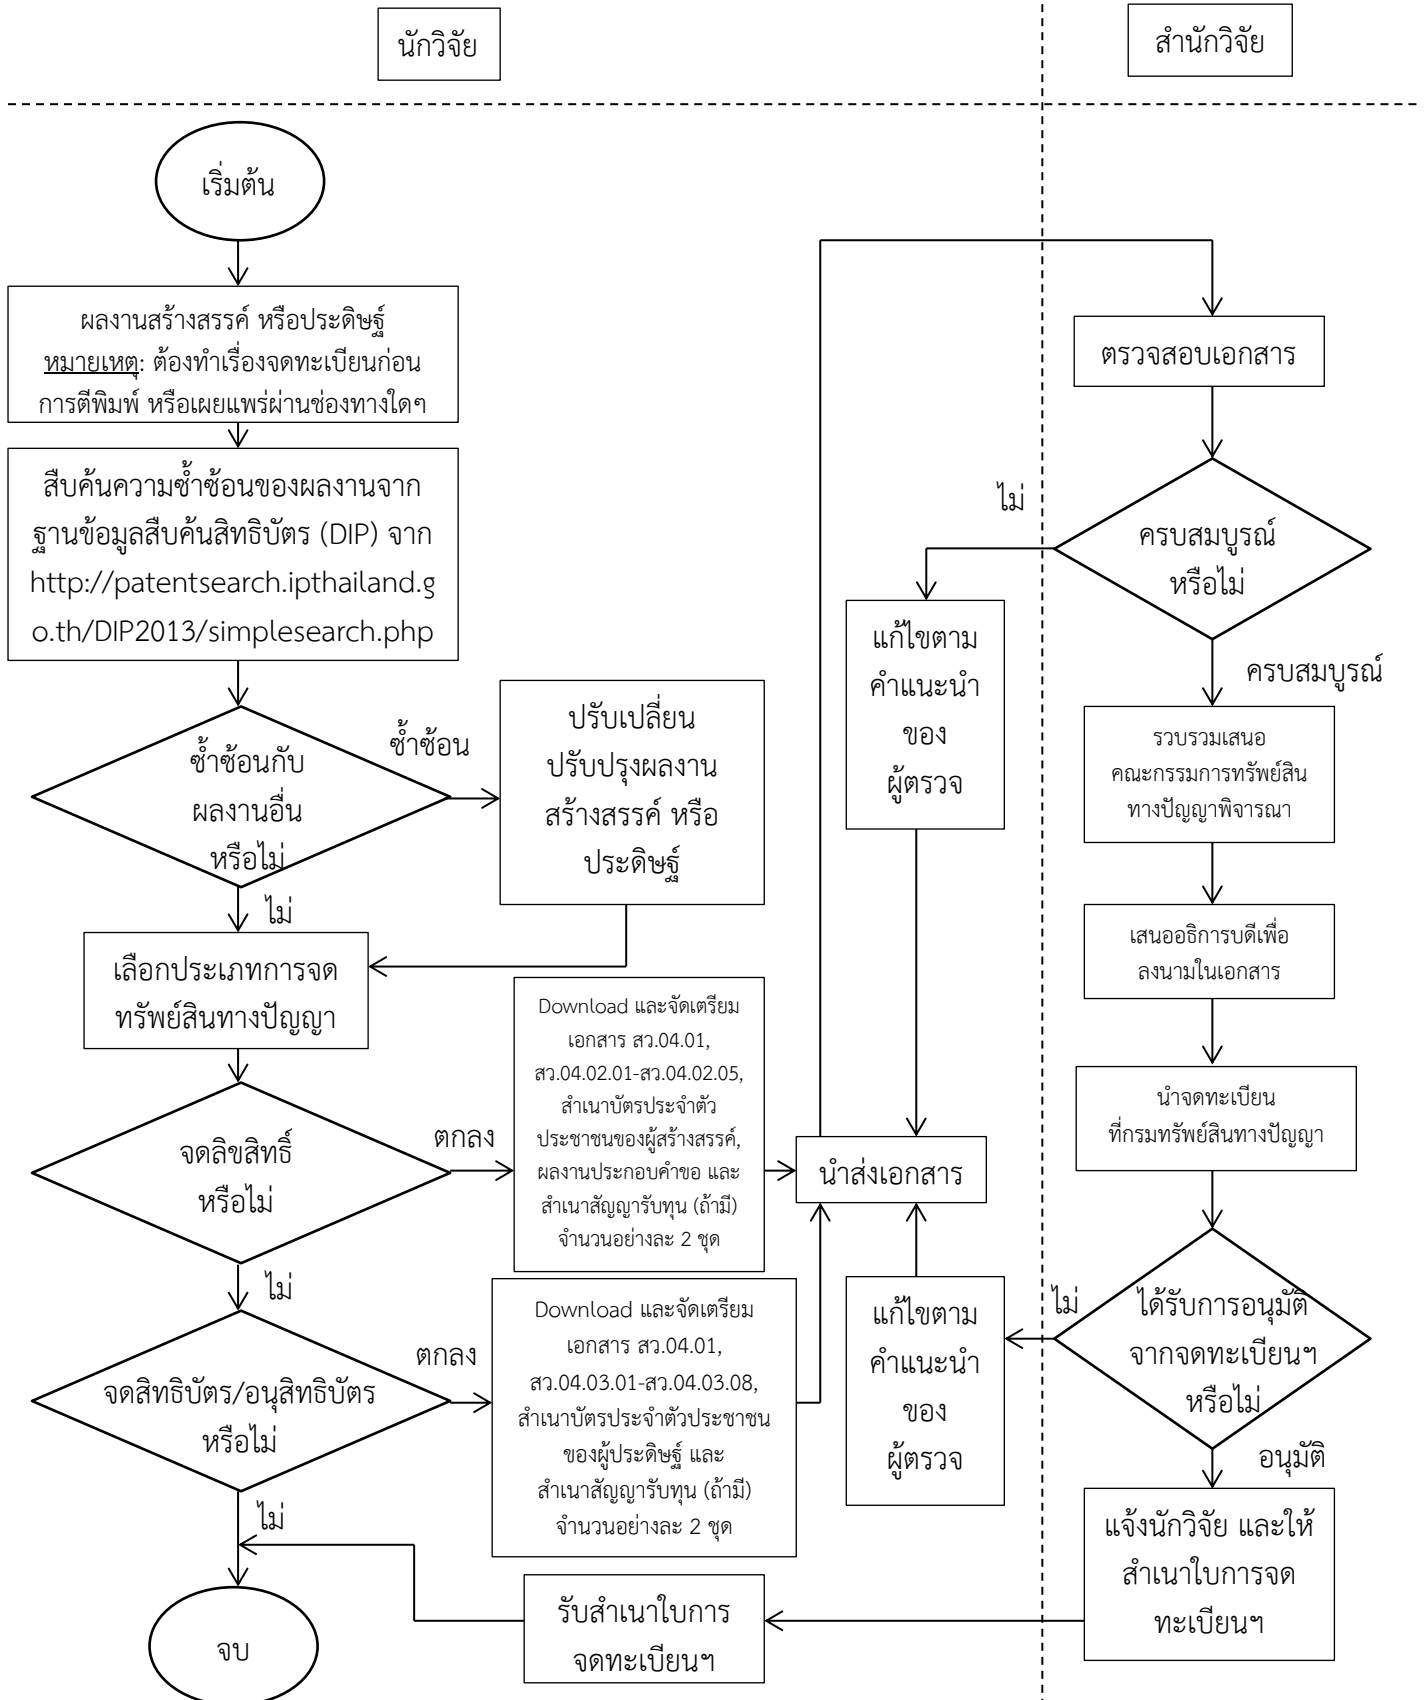 นักวิจัย
สำนักวิจัย
เริ่มต้น
ผลงานสร้างสรรค์ หรือประดิษฐ์
หมายเหตุ: ต้องทำเรื่องจดทะเบียนก่อน
การตีพิมพ์ หรือเผยแพร่ผ่านช่องทางใดๆ
สืบค้นความซ้ำซ้อนของผลงานจาก
ฐานข้อมูลสืบค้นสิทธิบัตร (DIP) จาก
http://patentsearch.ipthailand.g
o.th/DIP2013/simplesearch.php
ซ้ำซ้อนกับ
ผลงานอื่น
หรือไม่
ซ้ำซ้อน
ปรับเปลี่ยน
ปรับปรุงผลงาน
สร้างสรรค์ หรือ
ประดิษฐ์
ไม่
เลือกประเภทการจด
ทรัพย์สินทางปัญญา
จดลิขสิทธิ์
หรือไม่
ตกลง
Download และจัดเตรียม
เอกสาร สว.04.01,
สว.04.02.01-สว.04.02.05,
สำเนาบัตรประจำตัว
ประชาชนของผู้สร้างสรรค์,
ผลงานประกอบคำขอ และ
สำเนาสัญญารับทุน (ถ้ามี)
จำนวนอย่างละ 2 ชุด
ไม่
จดสิทธิบัตร/อนุสิทธิบัตร
หรือไม่
ตกลง
Download และจัดเตรียม
เอกสาร สว.04.01,
สว.04.03.01-สว.04.03.08,
สำเนาบัตรประจำตัวประชาชน
ของผู้ประดิษฐ์ และ
สำเนาสัญญารับทุน (ถ้ามี)
จำนวนอย่างละ 2 ชุด
ไม่
จบ
นำส่งเอกสาร
ตรวจสอบเอกสาร
ครบสมบูรณ์
หรือไม่
ไม่
แก้ไขตาม
คำแนะนำ
ของ
ผู้ตรวจ
ครบสมบูรณ์
รวบรวมเสนอ
คณะกรรมการทรัพย์สิน
ทางปัญญาพิจารณา
เสนออธิการบดีเพื่อ
ลงนามในเอกสาร
นำจดทะเบียน
ที่กรมทรัพย์สินทางปัญญา
ได้รับการอนุมัติ
จากจดทะเบียนฯ
หรือไม่
ไม่
แก้ไขตาม
คำแนะนำ
ของ
ผู้ตรวจ
อนุมัติ
แจ้งนักวิจัย และให้
สำเนาใบการจด
ทะเบียนฯ
รับสำเนาใบการ
จดทะเบียนฯ